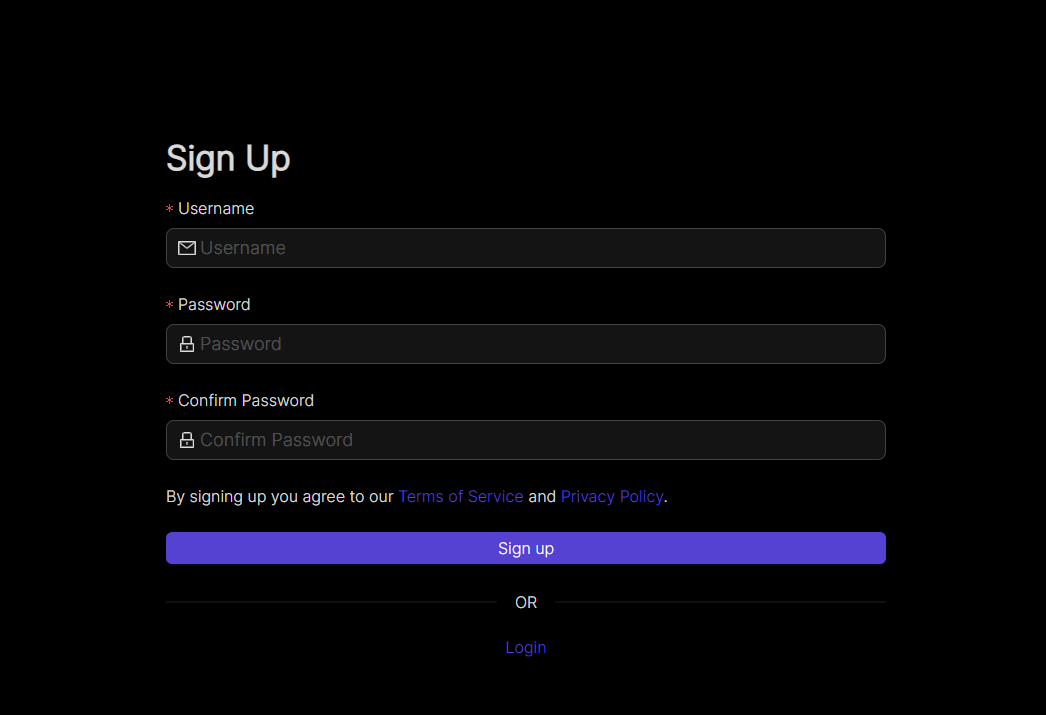 Sign Up
* Username
Username
* Password
Password
* Confirm Password
Confirm Password
By signing up you agree to our Terms of Service and Privacy Policy.
Sign up
OR
Login